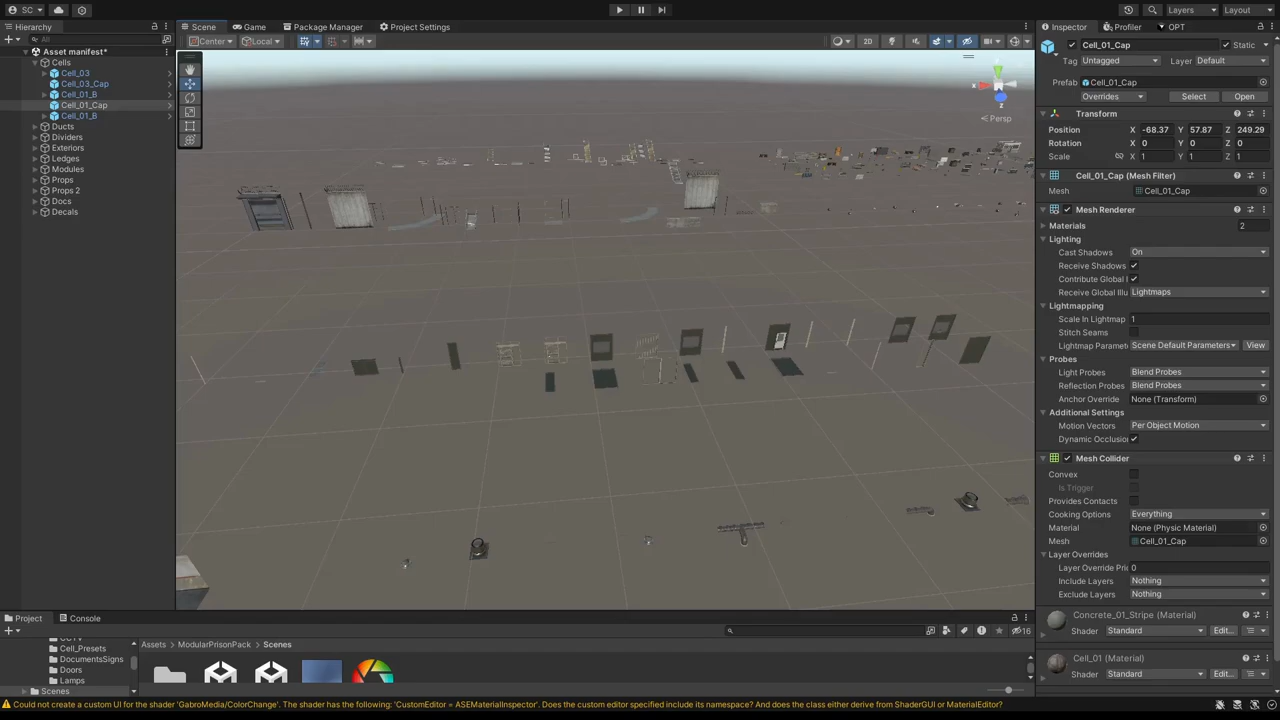 SC
Layers
Layout
Hierarchy
Scene
Game
Package Manager
Project Settings
Inspector
Profiler
OPT
All
Center
Local
2D
Asset manifest*
Cells
Cell_03
Cell_03_Cap
Cell_01_B
Cell_01_Cap
Cell_01_B
Ducts
Dividers
Exteriors
Ledges
Modules
Props
Props 2
Docs
Decals
x
z
< Persp
Cell_01_Cap
Static
Tag Untagged
Layer Default
Prefab Cell_01_Cap
Overrides
Select
Open
Transform
Position X -68.37 Y 57.87 Z 249.29
Rotation X 0 Y 0 Z 0
Scale X 1 Y 1 Z 1
Cell_01_Cap (Mesh Filter)
Mesh Cell_01_Cap
Mesh Renderer
Materials 2
Lighting
Cast Shadows On
Receive Shadows
Contribute Global I
Receive Global Illu Lightmaps
Lightmapping
Scale In Lightmap 1
Stitch Seams
Lightmap Parame Scene Default Parameters View
Probes
Light Probes Blend Probes
Reflection Probes Blend Probes
Anchor Override None (Transform)
Additional Settings
Motion Vectors Per Object Motion
Dynamic Occlusio
Mesh Collider
Convex
Is Trigger
Provides Contacts
Cooking Options Everything
Material None (Physic Material)
Mesh Cell_01_Cap
Layer Overrides
Layer Override Pri 0
Include Layers Nothing
Exclude Layers Nothing
Concrete_01_Stripe (Material)
Shader Standard Edit...
Cell_01 (Material)
Shader Standard Edit...
Project
Console
16
CCTV
Cell_Presets
DocumentsSigns
Doors
Lamps
Scenes
Assets > ModularPrisonPack > Scenes
Could not create a custom UI for the shader 'GabroMedia/ColorChange'. The shader has the following: 'CustomEditor = ASEMaterialInspector'. Does the custom editor specified include its namespace? And does the class either derive from ShaderGUI or MaterialEditor?